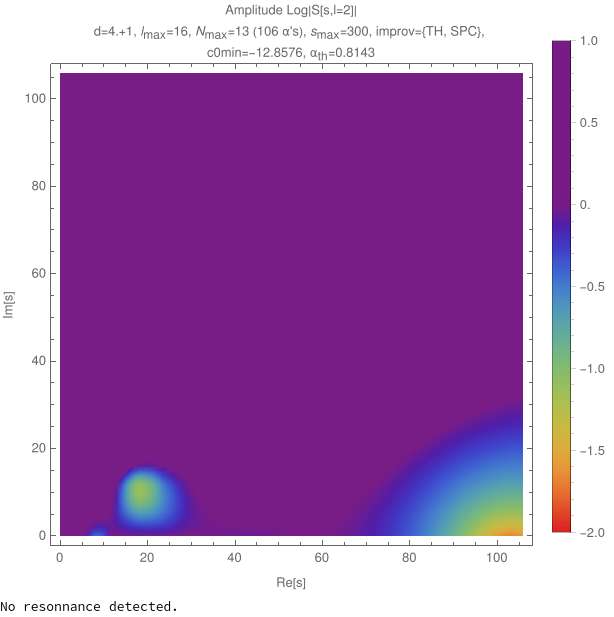 Amplitude Log|S[s,l=2]|
d=4.+1, lmax=16, Nmax=13 (106 α's), smax=300, improv={TH, SPC},
c0min=-12.8576, αth=0.8143
1.0
0.5
0.
-0.5
-1.0
-1.5
-2.0
100
80
60
40
20
0
Im[s]
0 20 40 60 80 100
Re[s]
No resonnance detected.